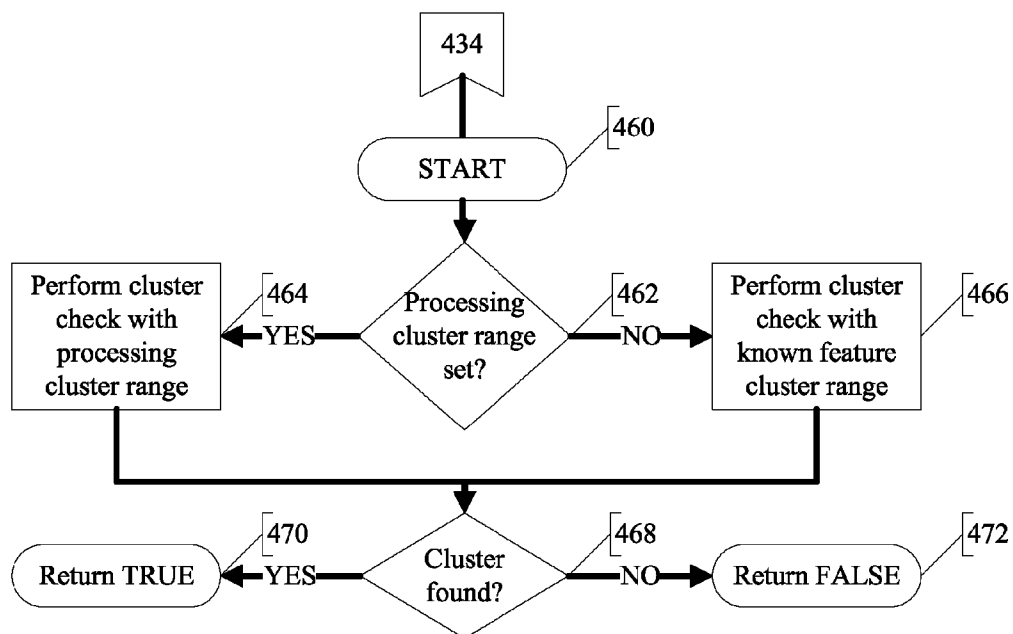 434
460
START
Perform cluster
check with
processing
cluster range
464
YES
Processing
cluster range
set?
462
NO
Perform cluster
check with
known feature
cluster range
466
Return TRUE
470
YES
Cluster
found?
468
NO
Return FALSE
472